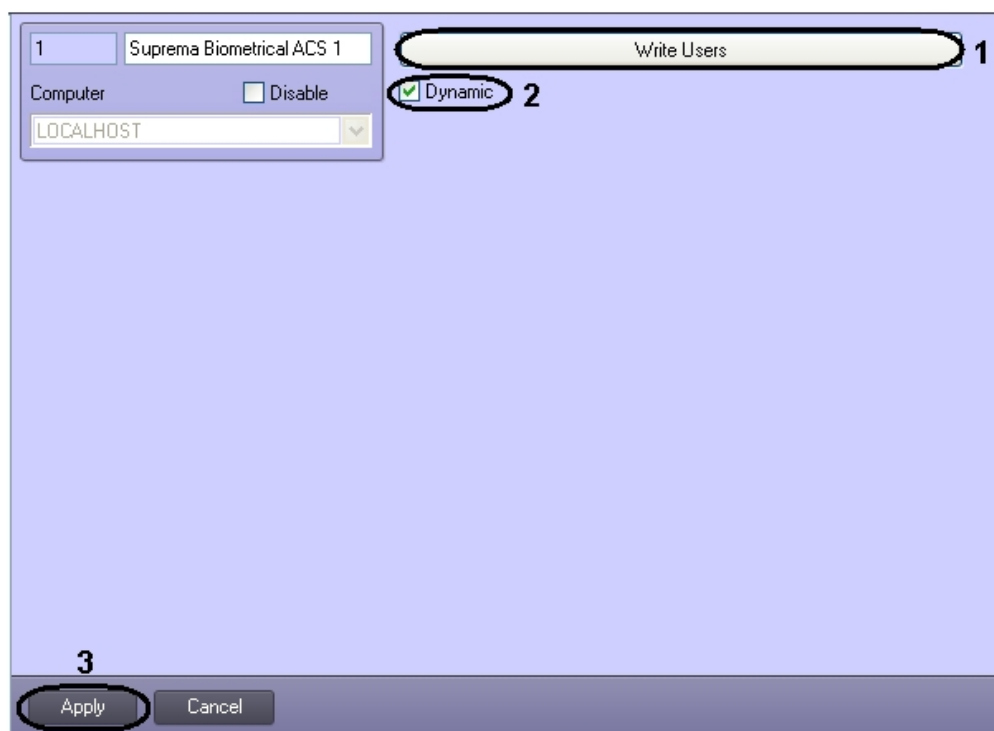 1 Suprema Biometrical ACS 1 Write Users 1
Computer Disable Dynamic 2
LOCALHOST
3
Apply Cancel